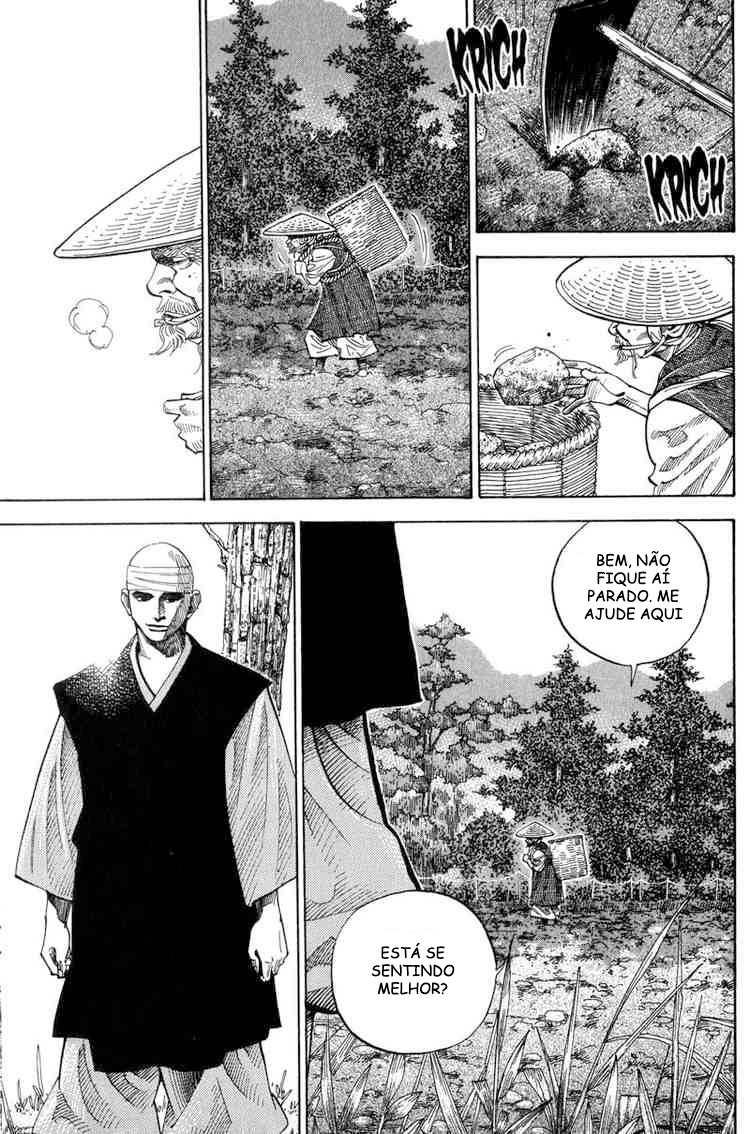 KRICH
KRICH
BEM, NÃO
FIQUE AÍ
PARADO. ME
AJUDE AQUI
ESTÁ SE
SENTINDO
MELHOR?